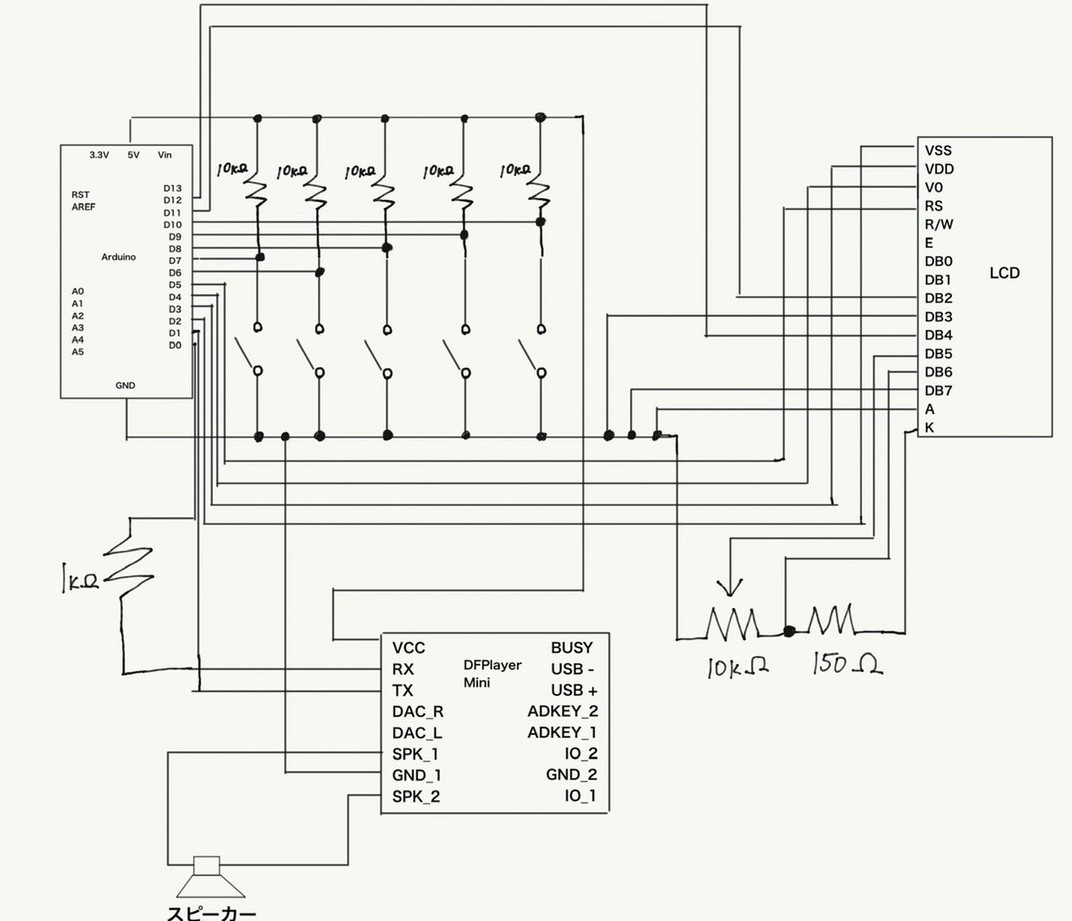 10kΩ 10kΩ 10kΩ 10kΩ 10kΩ
3.3V 5V Vin
RST
AREF
Arduino
A0
A1
A2
A3
A4
A5
GND
D13
D12
D11
D10
D9
D8
D7
D6
D5
D4
D3
D2
D1
D0
VSS
VDD
V0
RS
R/W
E
DB0
DB1
DB2
DB3
DB4
DB5
DB6
DB7
A
K
LCD
1kΩ
10kΩ 150Ω
VCC
RX
TX
DAC_R
DAC_L
SPK_1
GND_1
SPK_2
DFPlayer
Mini
BUSY
USB -
USB +
ADKEY_2
ADKEY_1
IO_2
GND_2
IO_1
スピーカー